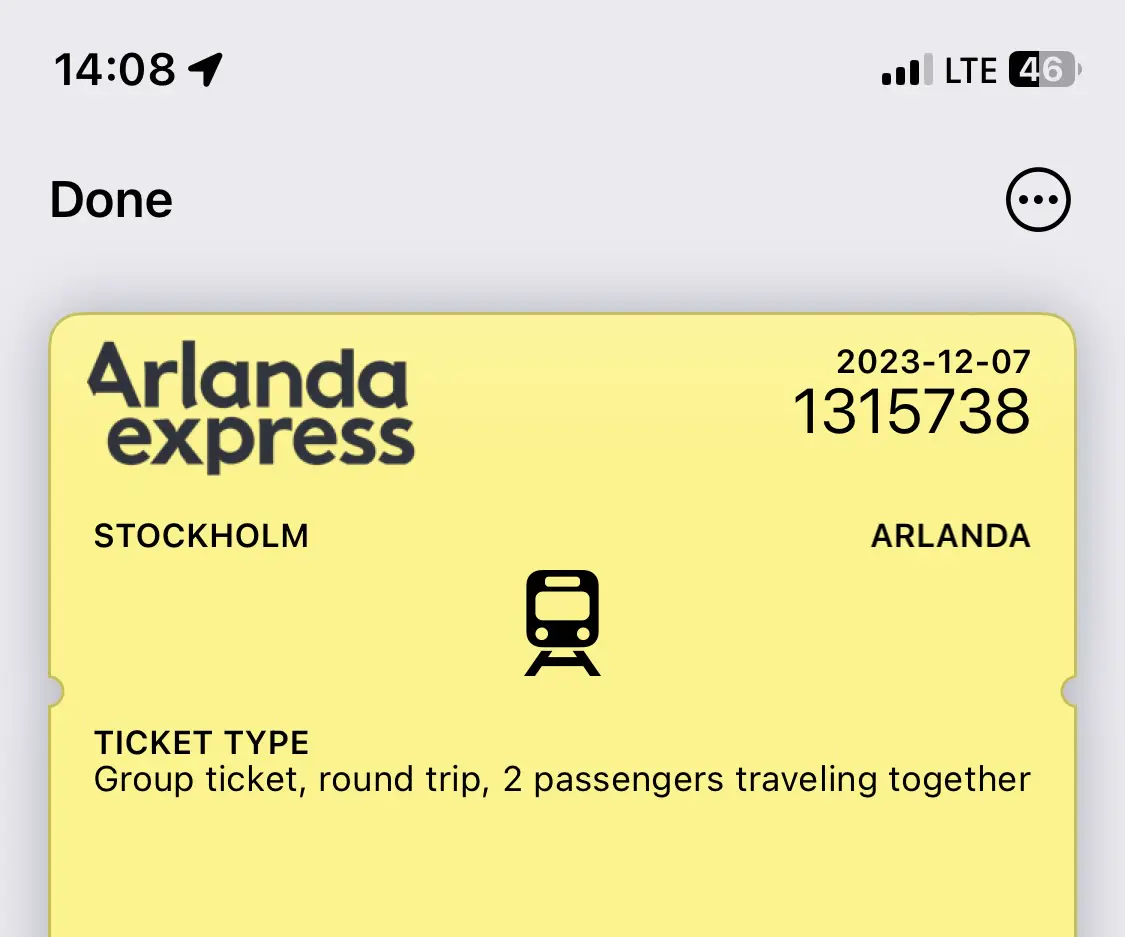 14:08 LTE 46
Done
Arlanda
express
2023-12-07
1315738
STOCKHOLM ARLANDA
TICKET TYPE
Group ticket, round trip, 2 passengers traveling together